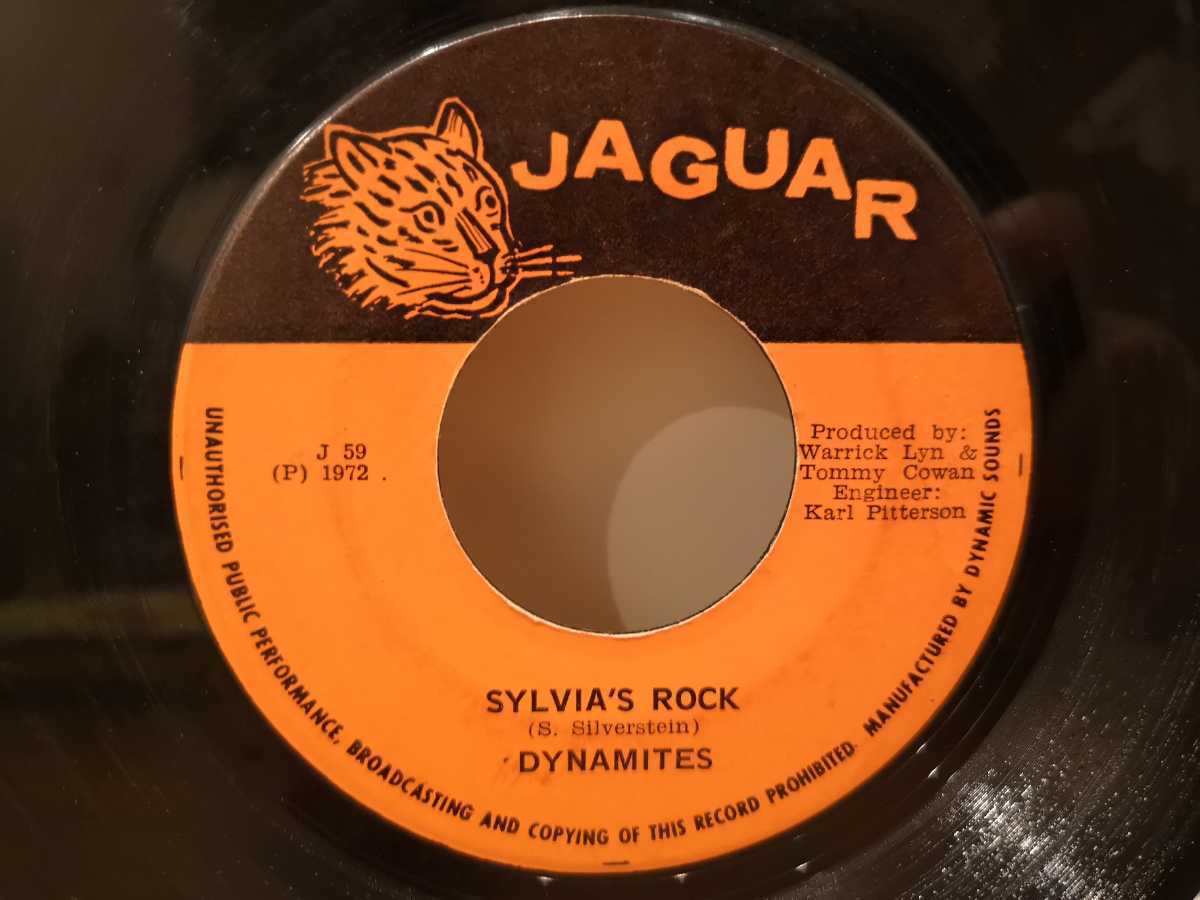 JAGUAR
J 59
(P) 1972 .
Produced by:
Warrick Lyn &
Tommy Cowan
Engineer:
Karl Pitterson
SYLVIA'S ROCK
(S. Silverstein)
DYNAMITES
UNAUTHORISED PUBLIC PERFORMANCE, BROADCASTING AND COPYING OF THIS RECORD PROHIBITED. MANUFACTURED BY DYNAMIC SOUNDS